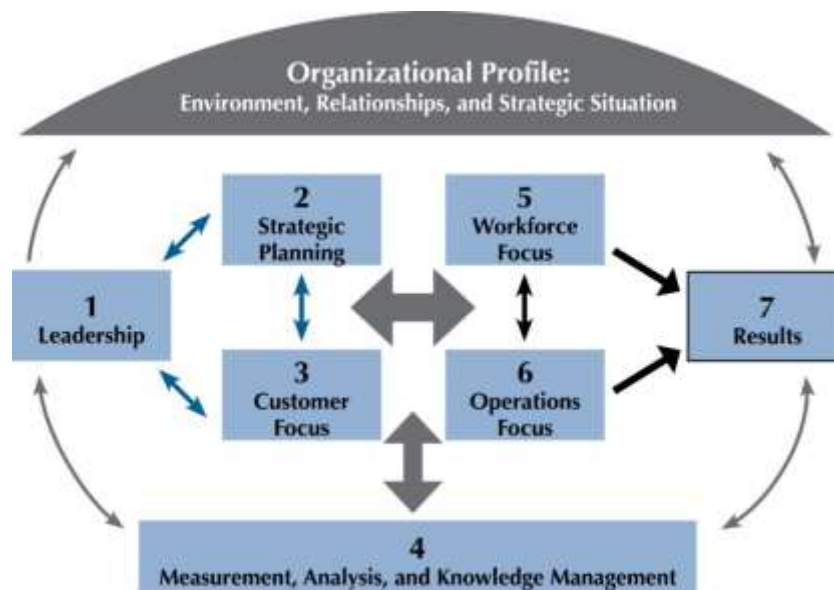 Organizational Profile:
Environment, Relationships, and Strategic Situation
2
Strategic
Planning
5
Workforce
Focus
1
Leadership
7
Results
3
Customer
Focus
6
Operations
Focus
4
Measurement, Analysis, and Knowledge Management